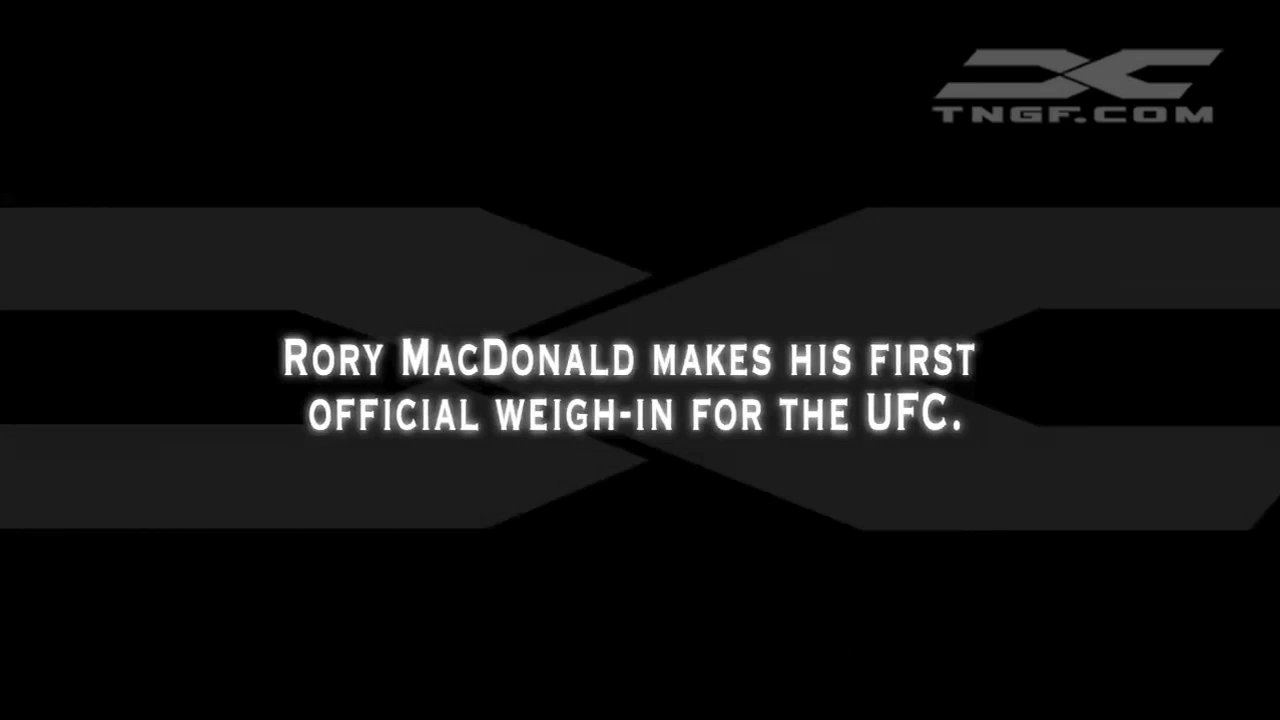 TNGF.COM
RORY MACDONALD MAKES HIS FIRST
OFFICIAL WEIGH-IN FOR THE UFC.